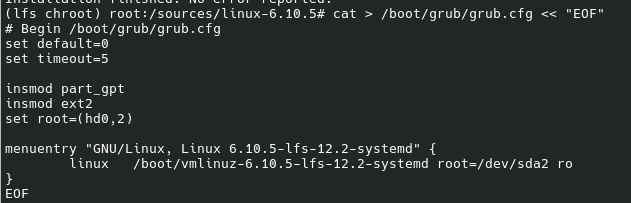 Installation finished. No error reported.
(lfs chroot) root:/sources/linux-6.10.5# cat > /boot/grub/grub.cfg << "EOF"
# Begin /boot/grub/grub.cfg
set default=0
set timeout=5

insmod part_gpt
insmod ext2
set root=(hd0,2)

menuentry "GNU/Linux, Linux 6.10.5-lfs-12.2-systemd" {
        linux   /boot/vmlinuz-6.10.5-lfs-12.2-systemd root=/dev/sda2 ro
}
EOF